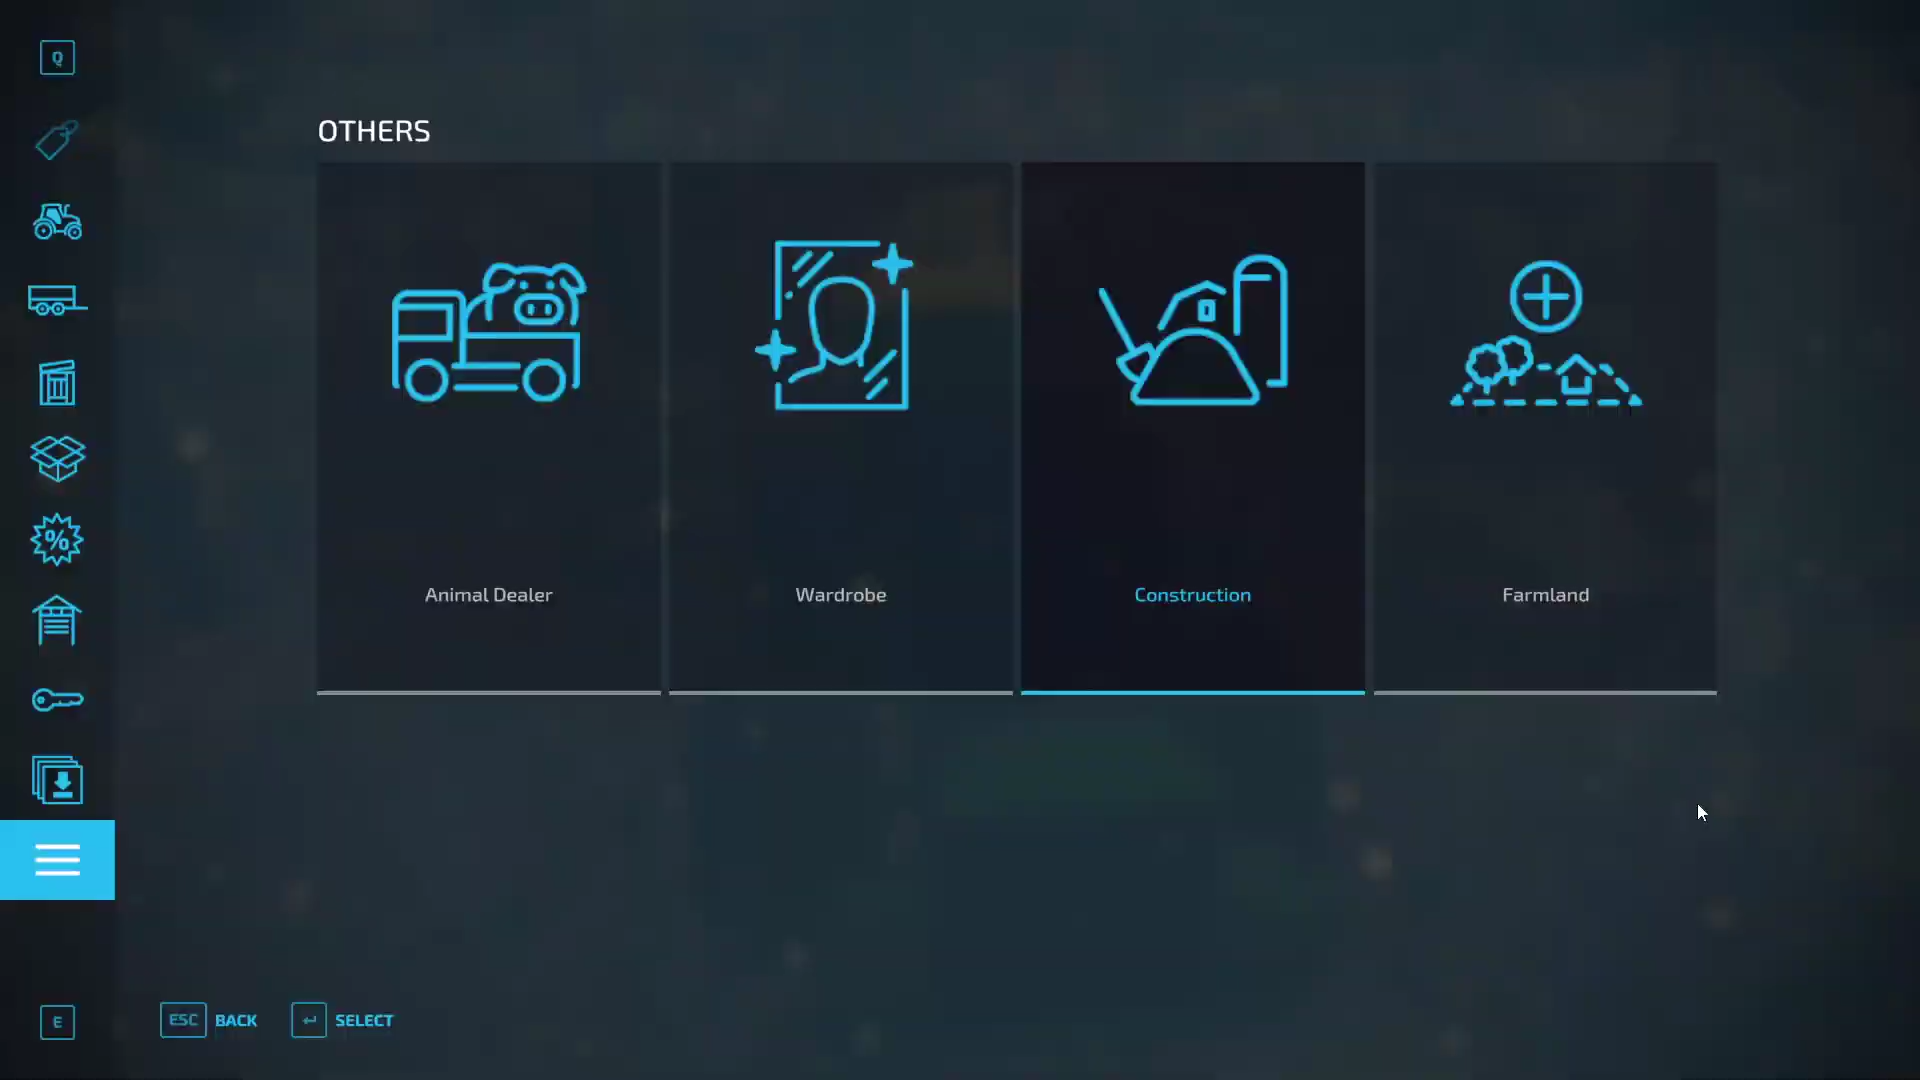 Q
OTHERS
%
Animal Dealer
Wardrobe
Construction
Farmland
E
ESC BACK
SELECT